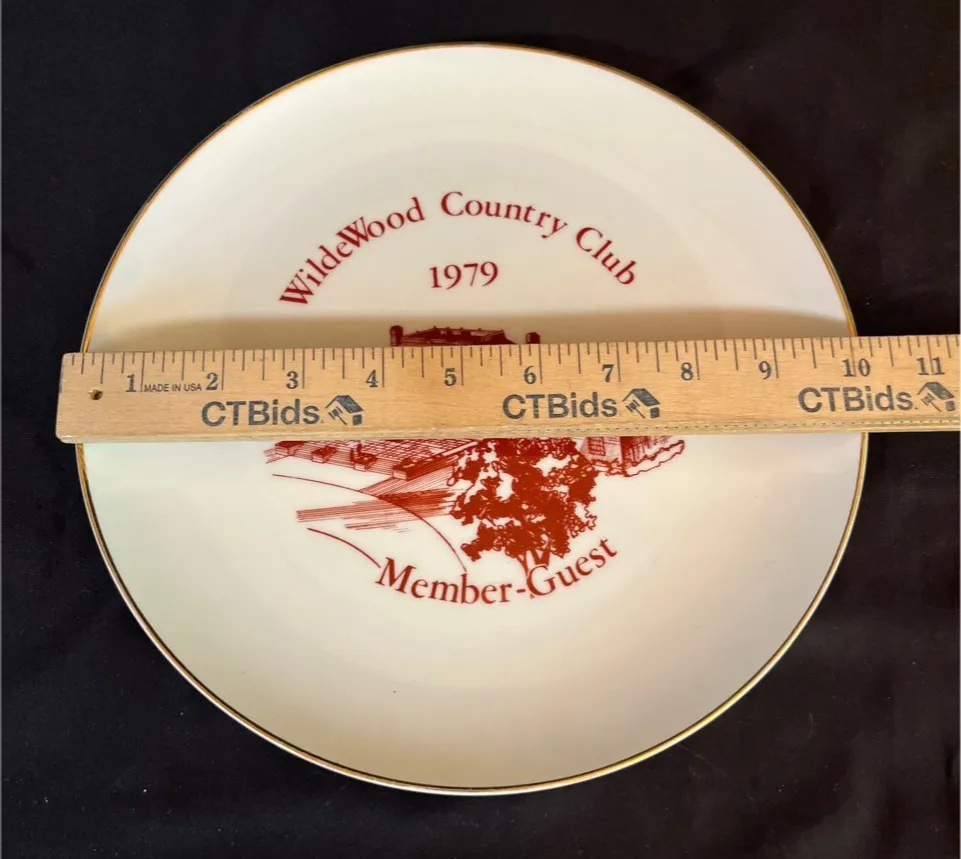 WildeWood Country Club
1979
1 2 3 4 5 6 7 8 9 10 11
MADE IN USA
CTBids. CTBids CTBids.
Member-Guest